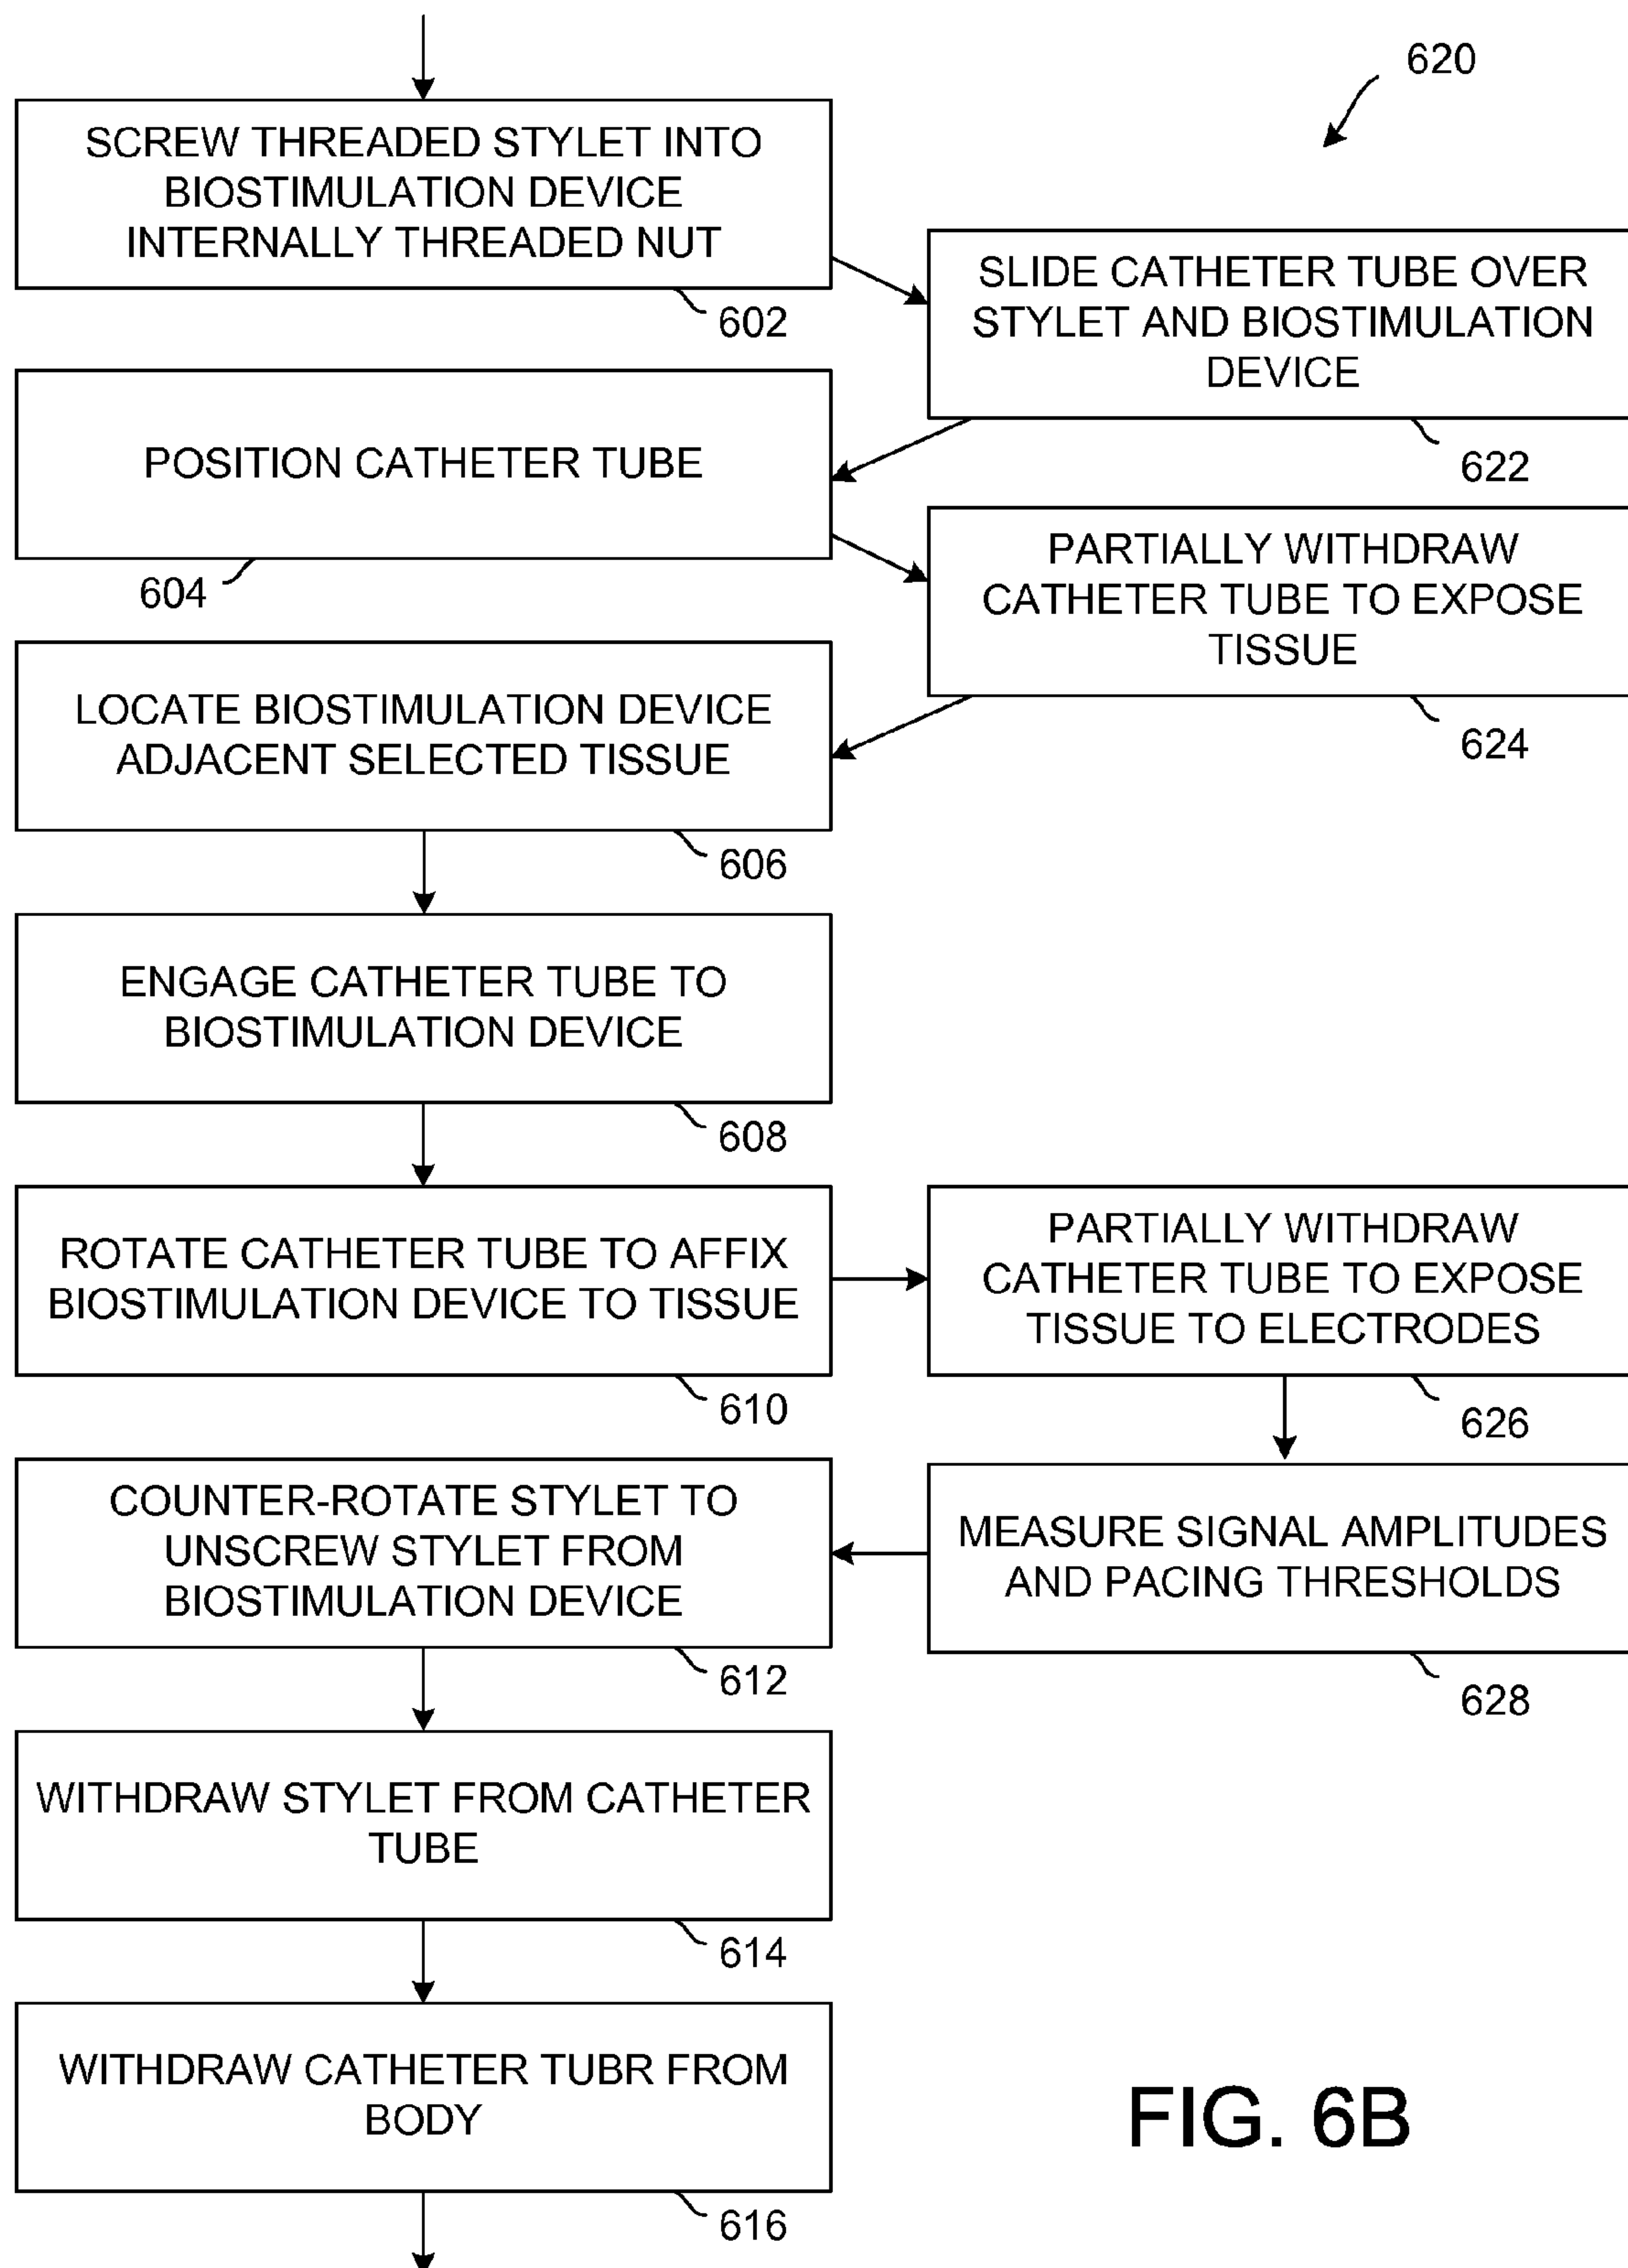 620
SCREW THREADED STYLET INTO
BIOSTIMULATION DEVICE
INTERNALLY THREADED NUT
602
SLIDE CATHETER TUBE OVER
STYLET AND BIOSTIMULATION
DEVICE
622
POSITION CATHETER TUBE
604
PARTIALLY WITHDRAW
CATHETER TUBE TO EXPOSE
TISSUE
624
LOCATE BIOSTIMULATION DEVICE
ADJACENT SELECTED TISSUE
606
ENGAGE CATHETER TUBE TO
BIOSTIMULATION DEVICE
608
ROTATE CATHETER TUBE TO AFFIX
BIOSTIMULATION DEVICE TO TISSUE
610
PARTIALLY WITHDRAW
CATHETER TUBE TO EXPOSE
TISSUE TO ELECTRODES
626
MEASURE SIGNAL AMPLITUDES
AND PACING THRESHOLDS
628
COUNTER-ROTATE STYLET TO
UNSCREW STYLET FROM
BIOSTIMULATION DEVICE
612
WITHDRAW STYLET FROM CATHETER
TUBE
614
WITHDRAW CATHETER TUBR FROM
BODY
616
FIG. 6B